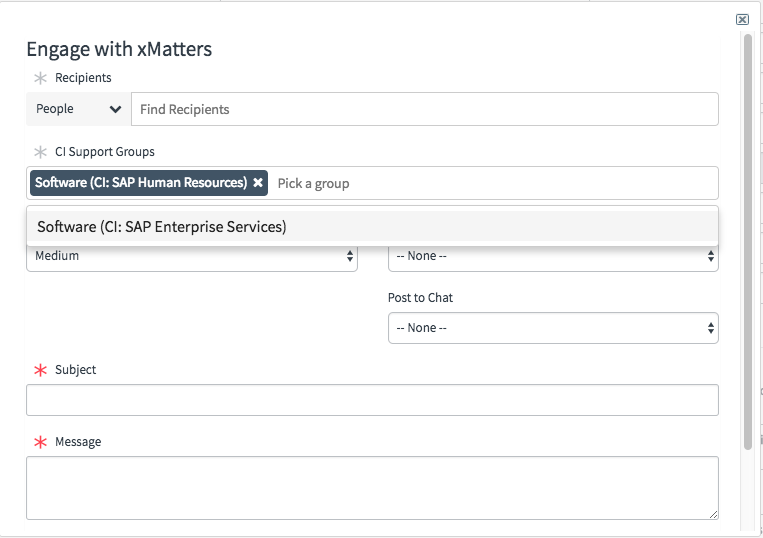 Engage with xMatters
Recipients
People
Find Recipients
CI Support Groups
Software (CI: SAP Human Resources)
Pick a group
Software (CI: SAP Enterprise Services)
Medium
-- None --
Post to Chat
-- None --
Subject
Message